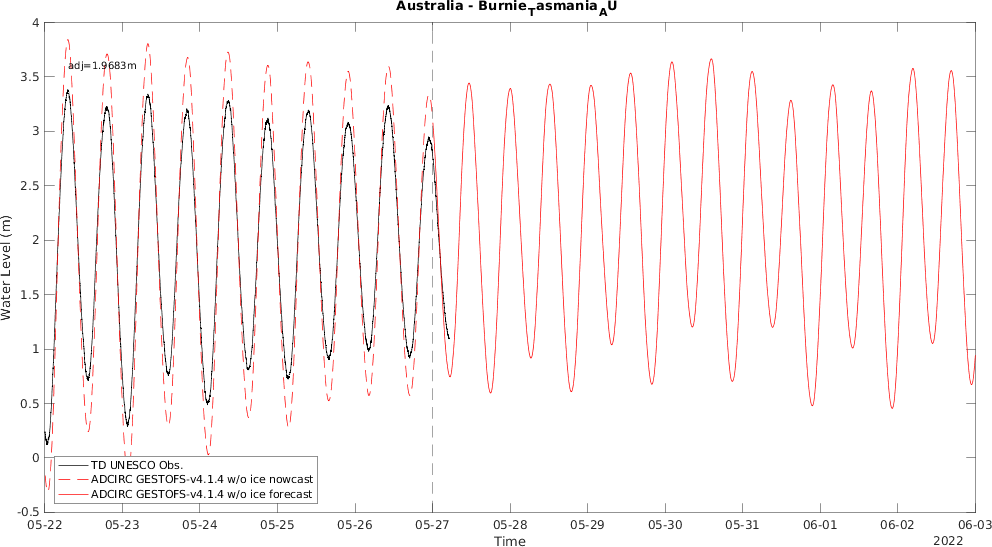 Australia - Burnie_Tasmania_AU
4
3.5
3
2.5
2
1.5
1
0.5
0
-0.5
Water Level (m)
adj=1.9683m
TD UNESCO Obs.
ADCIRC GESTOFS-v4.1.4 w/o ice nowcast
ADCIRC GESTOFS-v4.1.4 w/o ice forecast
05-22 05-23 05-24 05-25 05-26 05-27 05-28 05-29 05-30 05-31 06-01 06-02 06-03
Time
2022